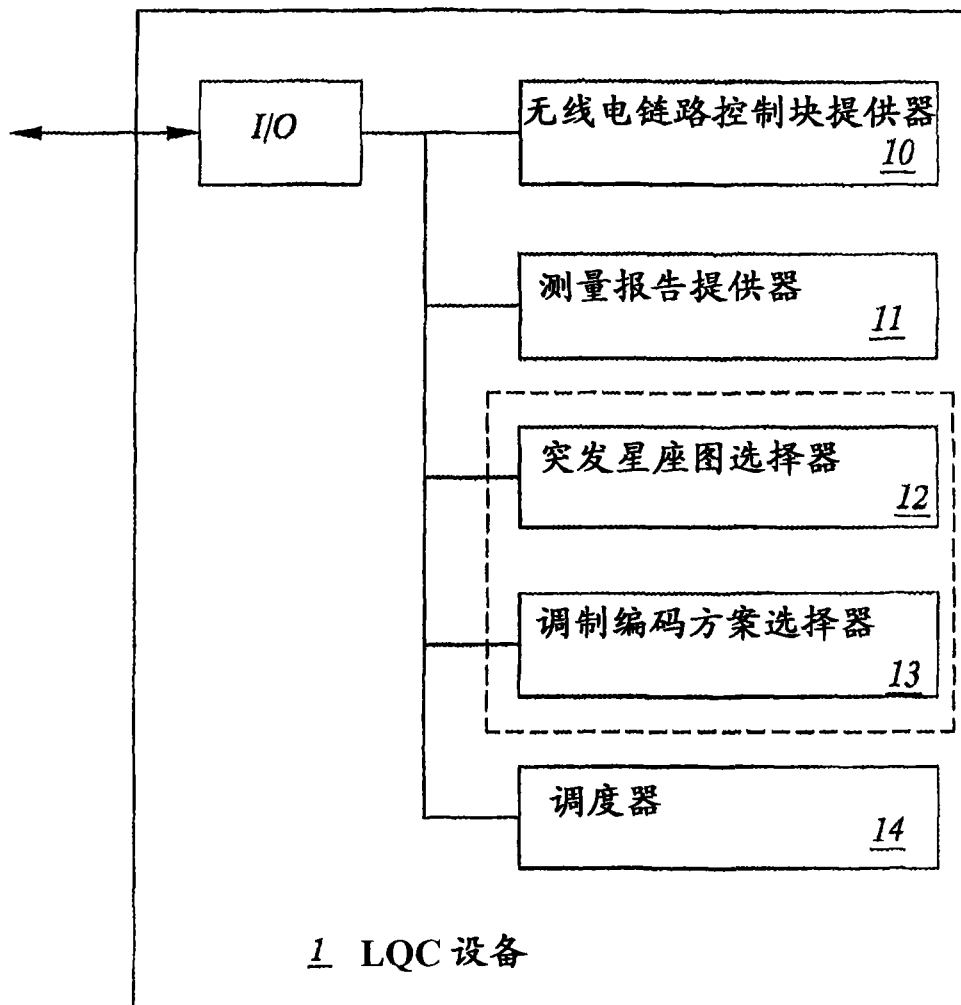 I/O
无线电链路控制块提供器
10
测量报告提供器
11
突发星座图选择器
12
调制编码方案选择器
13
调度器
14
1 LQC 设备